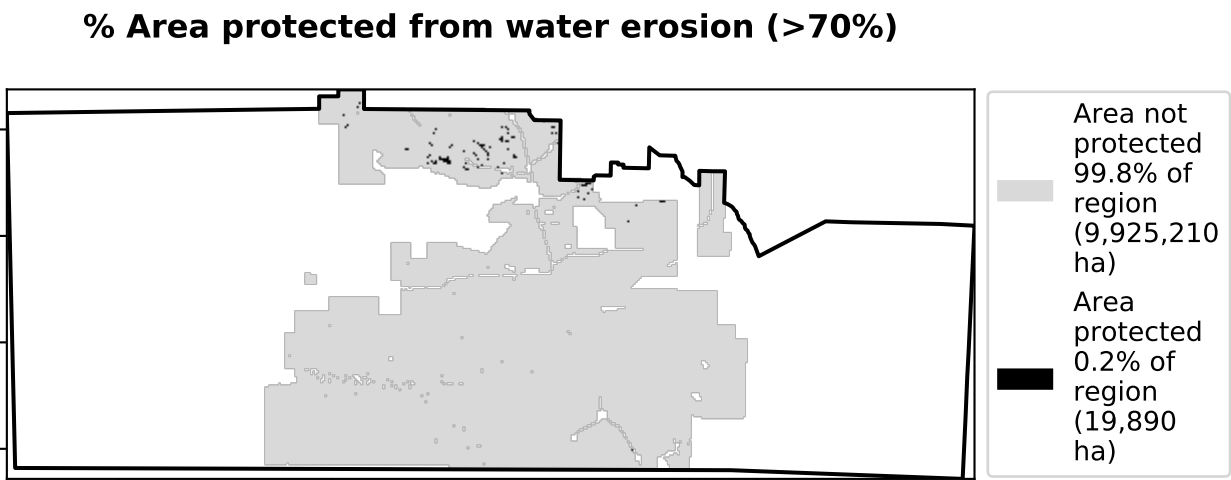 % Area protected from water erosion (>70%)
Area not
protected
99.8% of
region
(9,925,210
ha)
Area
protected
0.2% of
region
(19,890
ha)